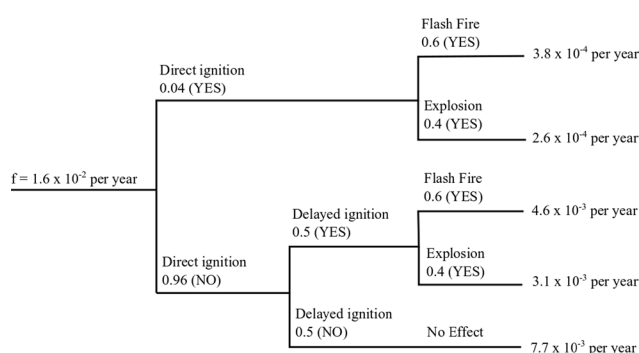 Flash Fire
0.6 (YES)
3.8 x 10⁻⁴ per year
Direct ignition
0.04 (YES)
Explosion
0.4 (YES)
2.6 x 10⁻⁴ per year
f = 1.6 x 10⁻² per year
Flash Fire
0.6 (YES)
4.6 x 10⁻³ per year
Delayed ignition
0.5 (YES)
Direct ignition
0.96 (NO)
Explosion
0.4 (YES)
3.1 x 10⁻³ per year
Delayed ignition
0.5 (NO)
No Effect
7.7 x 10⁻³ per year